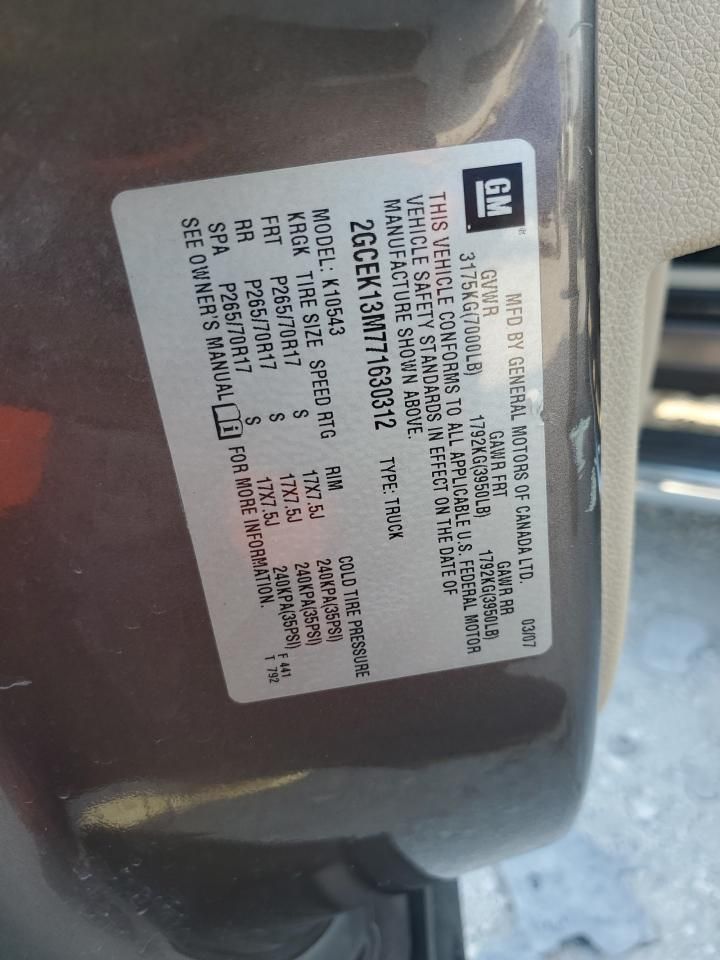 GM
MFD BY GENERAL MOTORS OF CANADA LTD. 03/07
GVWR GAWR FRT GAWR RR
3175KG(7000LB) 1792KG(3950LB) 1792KG(3950LB)
THIS VEHICLE CONFORMS TO ALL APPLICABLE U.S. FEDERAL MOTOR
VEHICLE SAFETY STANDARDS IN EFFECT ON THE DATE OF
MANUFACTURE SHOWN ABOVE.
2GCEK13M771630312 TYPE: TRUCK
MODEL: K10543 COLD TIRE PRESSURE
KRGK TIRE SIZE SPEED RTG RIM
FRT P265/70R17 S 17X7.5J 240KPA(35PSI)
RR P265/70R17 S 17X7.5J 240KPA(35PSI)
SPA P265/70R17 S 17X7.5J 240KPA(35PSI)
SEE OWNER'S MANUAL FOR MORE INFORMATION. F 441
T 792